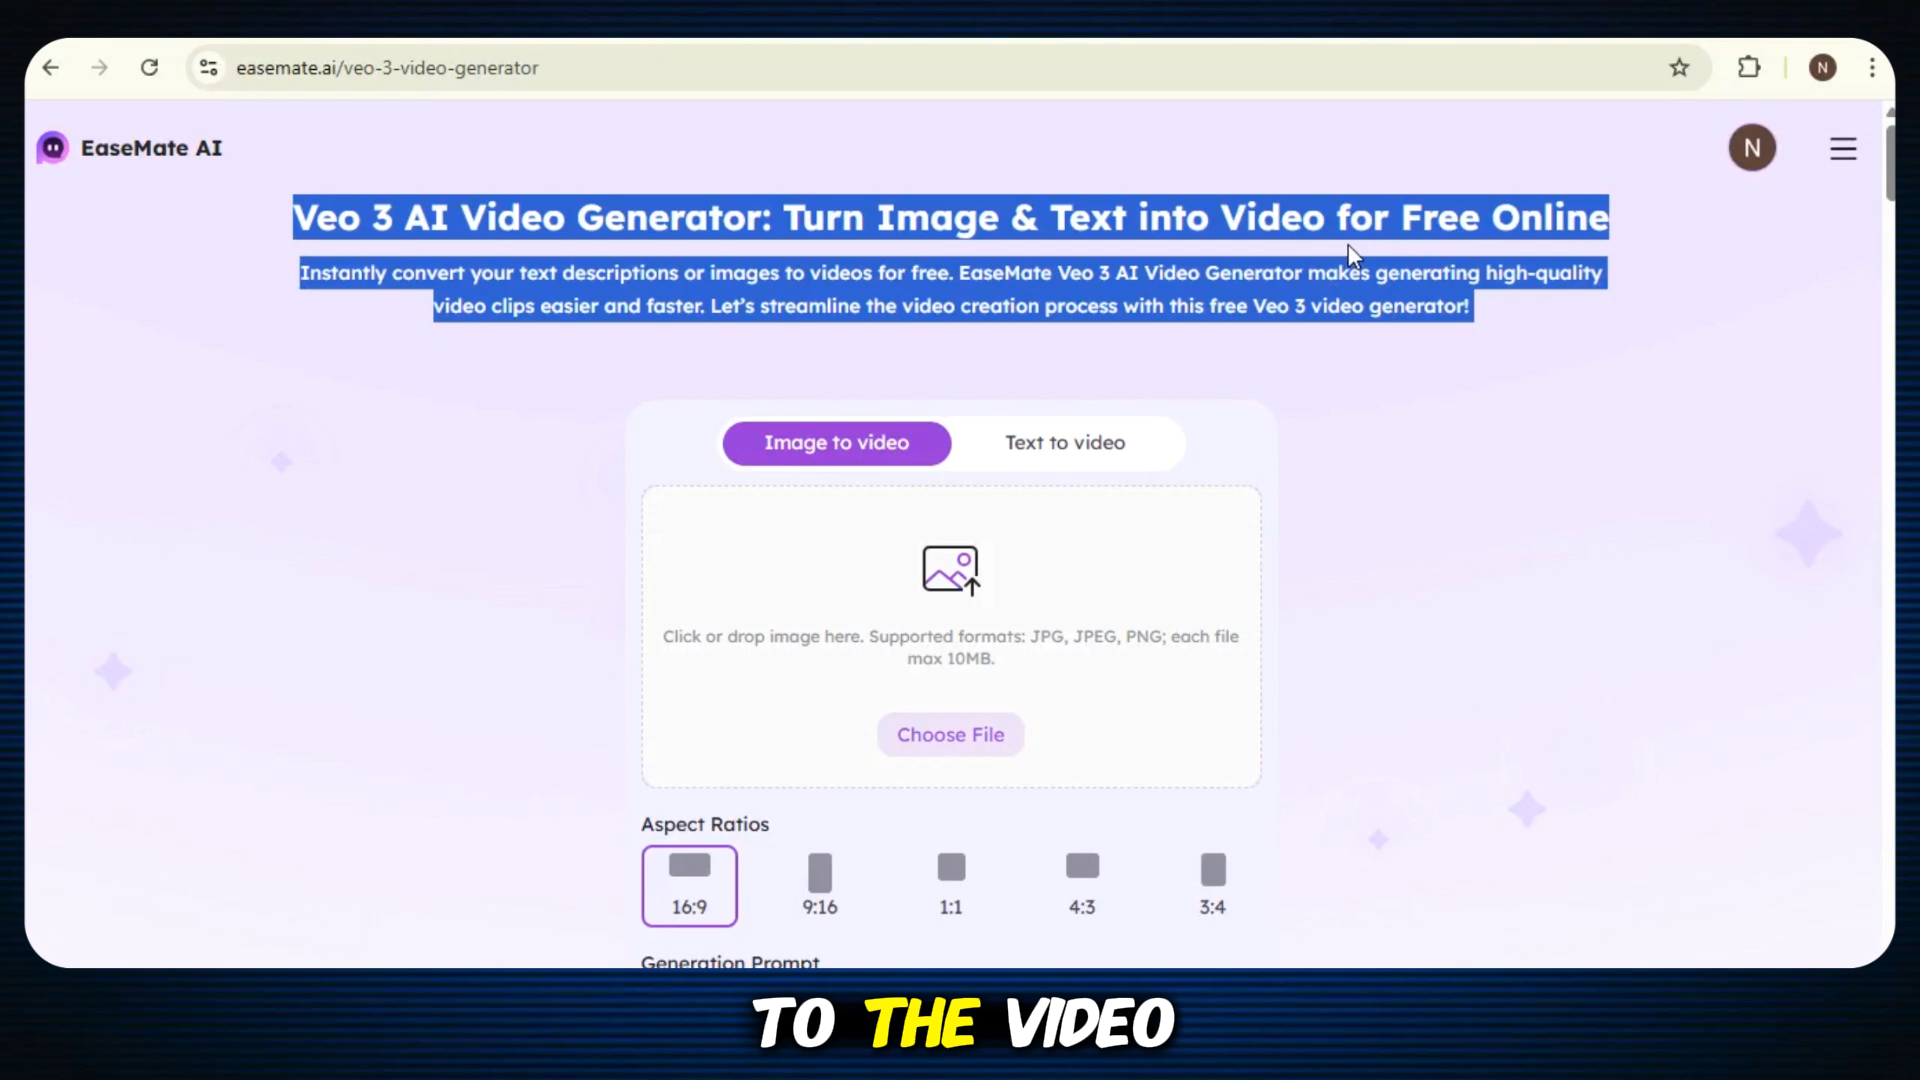 easemate.ai/veo-3-video-generator
N
EaseMate AI
N
Veo 3 AI Video Generator: Turn Image & Text into Video for Free Online
Instantly convert your text descriptions or images to videos for free. EaseMate Veo 3 AI Video Generator makes generating high-quality
video clips easier and faster. Let’s streamline the video creation process with this free Veo 3 video generator!
Image to video
Text to video
Click or drop image here. Supported formats: JPG, JPEG, PNG; each file
max 10MB.
Choose File
Aspect Ratios
16:9
9:16
1:1
4:3
3:4
Generation Prompt
TO THE VIDEO